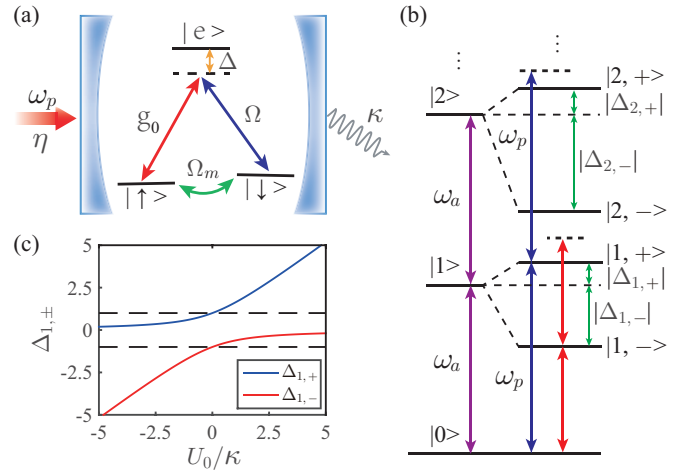 (a)
| e >
Δ
ω_p
η
g_0
Ω
κ
Ω_m
| ↑ >
| ↓ >
(c)
5
2.5
0
-2.5
-5
Δ_{1,±}
Δ_{1,+}
Δ_{1,-}
-5
-2.5
0
2.5
5
U_0/κ
(b)
⋮
⋮
|2>
|2, +>
|Δ_{2,+}|
ω_p
|Δ_{2,-}|
ω_a
|2, ->
|1, +>
|1>
|Δ_{1,+}|
|Δ_{1,-}|
|1, ->
ω_a
ω_p
|0>